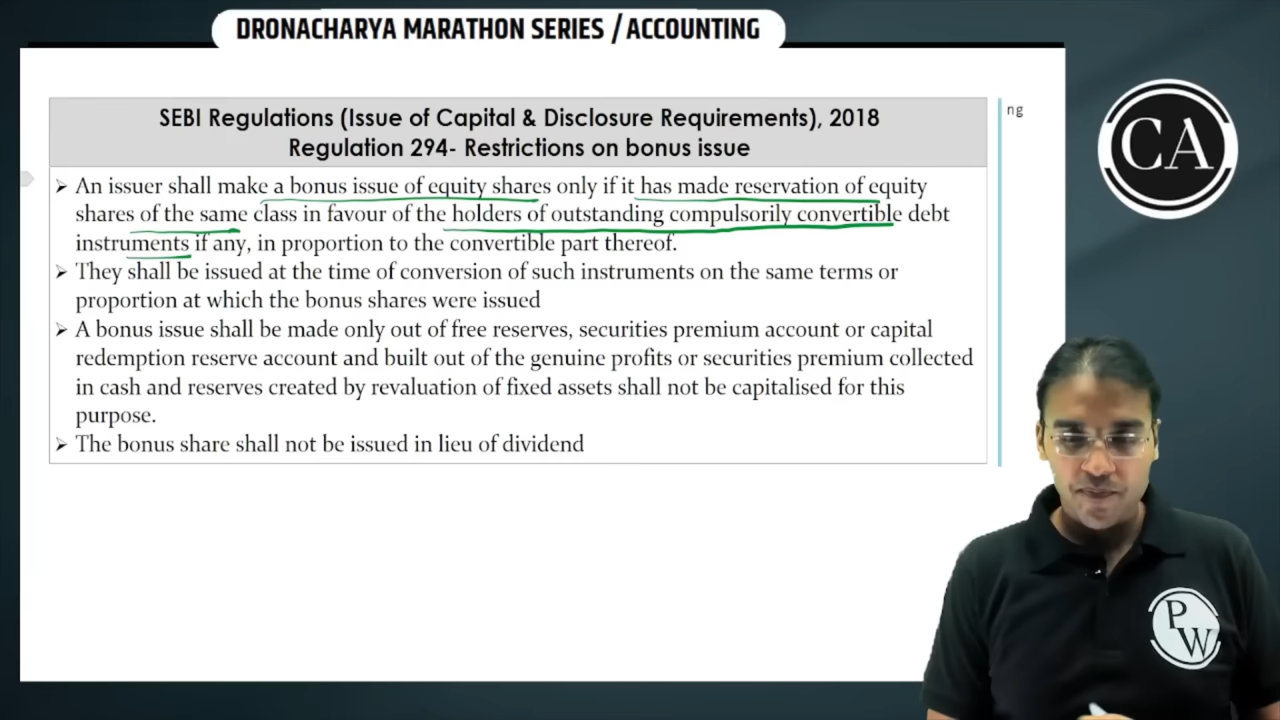 DRONACHARYA MARATHON SERIES / ACCOUNTING
SEBI Regulations (Issue of Capital & Disclosure Requirements), 2018
Regulation 294- Restrictions on bonus issue
➢ An issuer shall make a bonus issue of equity shares only if it has made reservation of equity
shares of the same class in favour of the holders of outstanding compulsorily convertible debt
instruments if any, in proportion to the convertible part thereof.
➢ They shall be issued at the time of conversion of such instruments on the same terms or
proportion at which the bonus shares were issued
➢ A bonus issue shall be made only out of free reserves, securities premium account or capital
redemption reserve account and built out of the genuine profits or securities premium collected
in cash and reserves created by revaluation of fixed assets shall not be capitalised for this
purpose.
➢ The bonus share shall not be issued in lieu of dividend
ng
CA
P
W